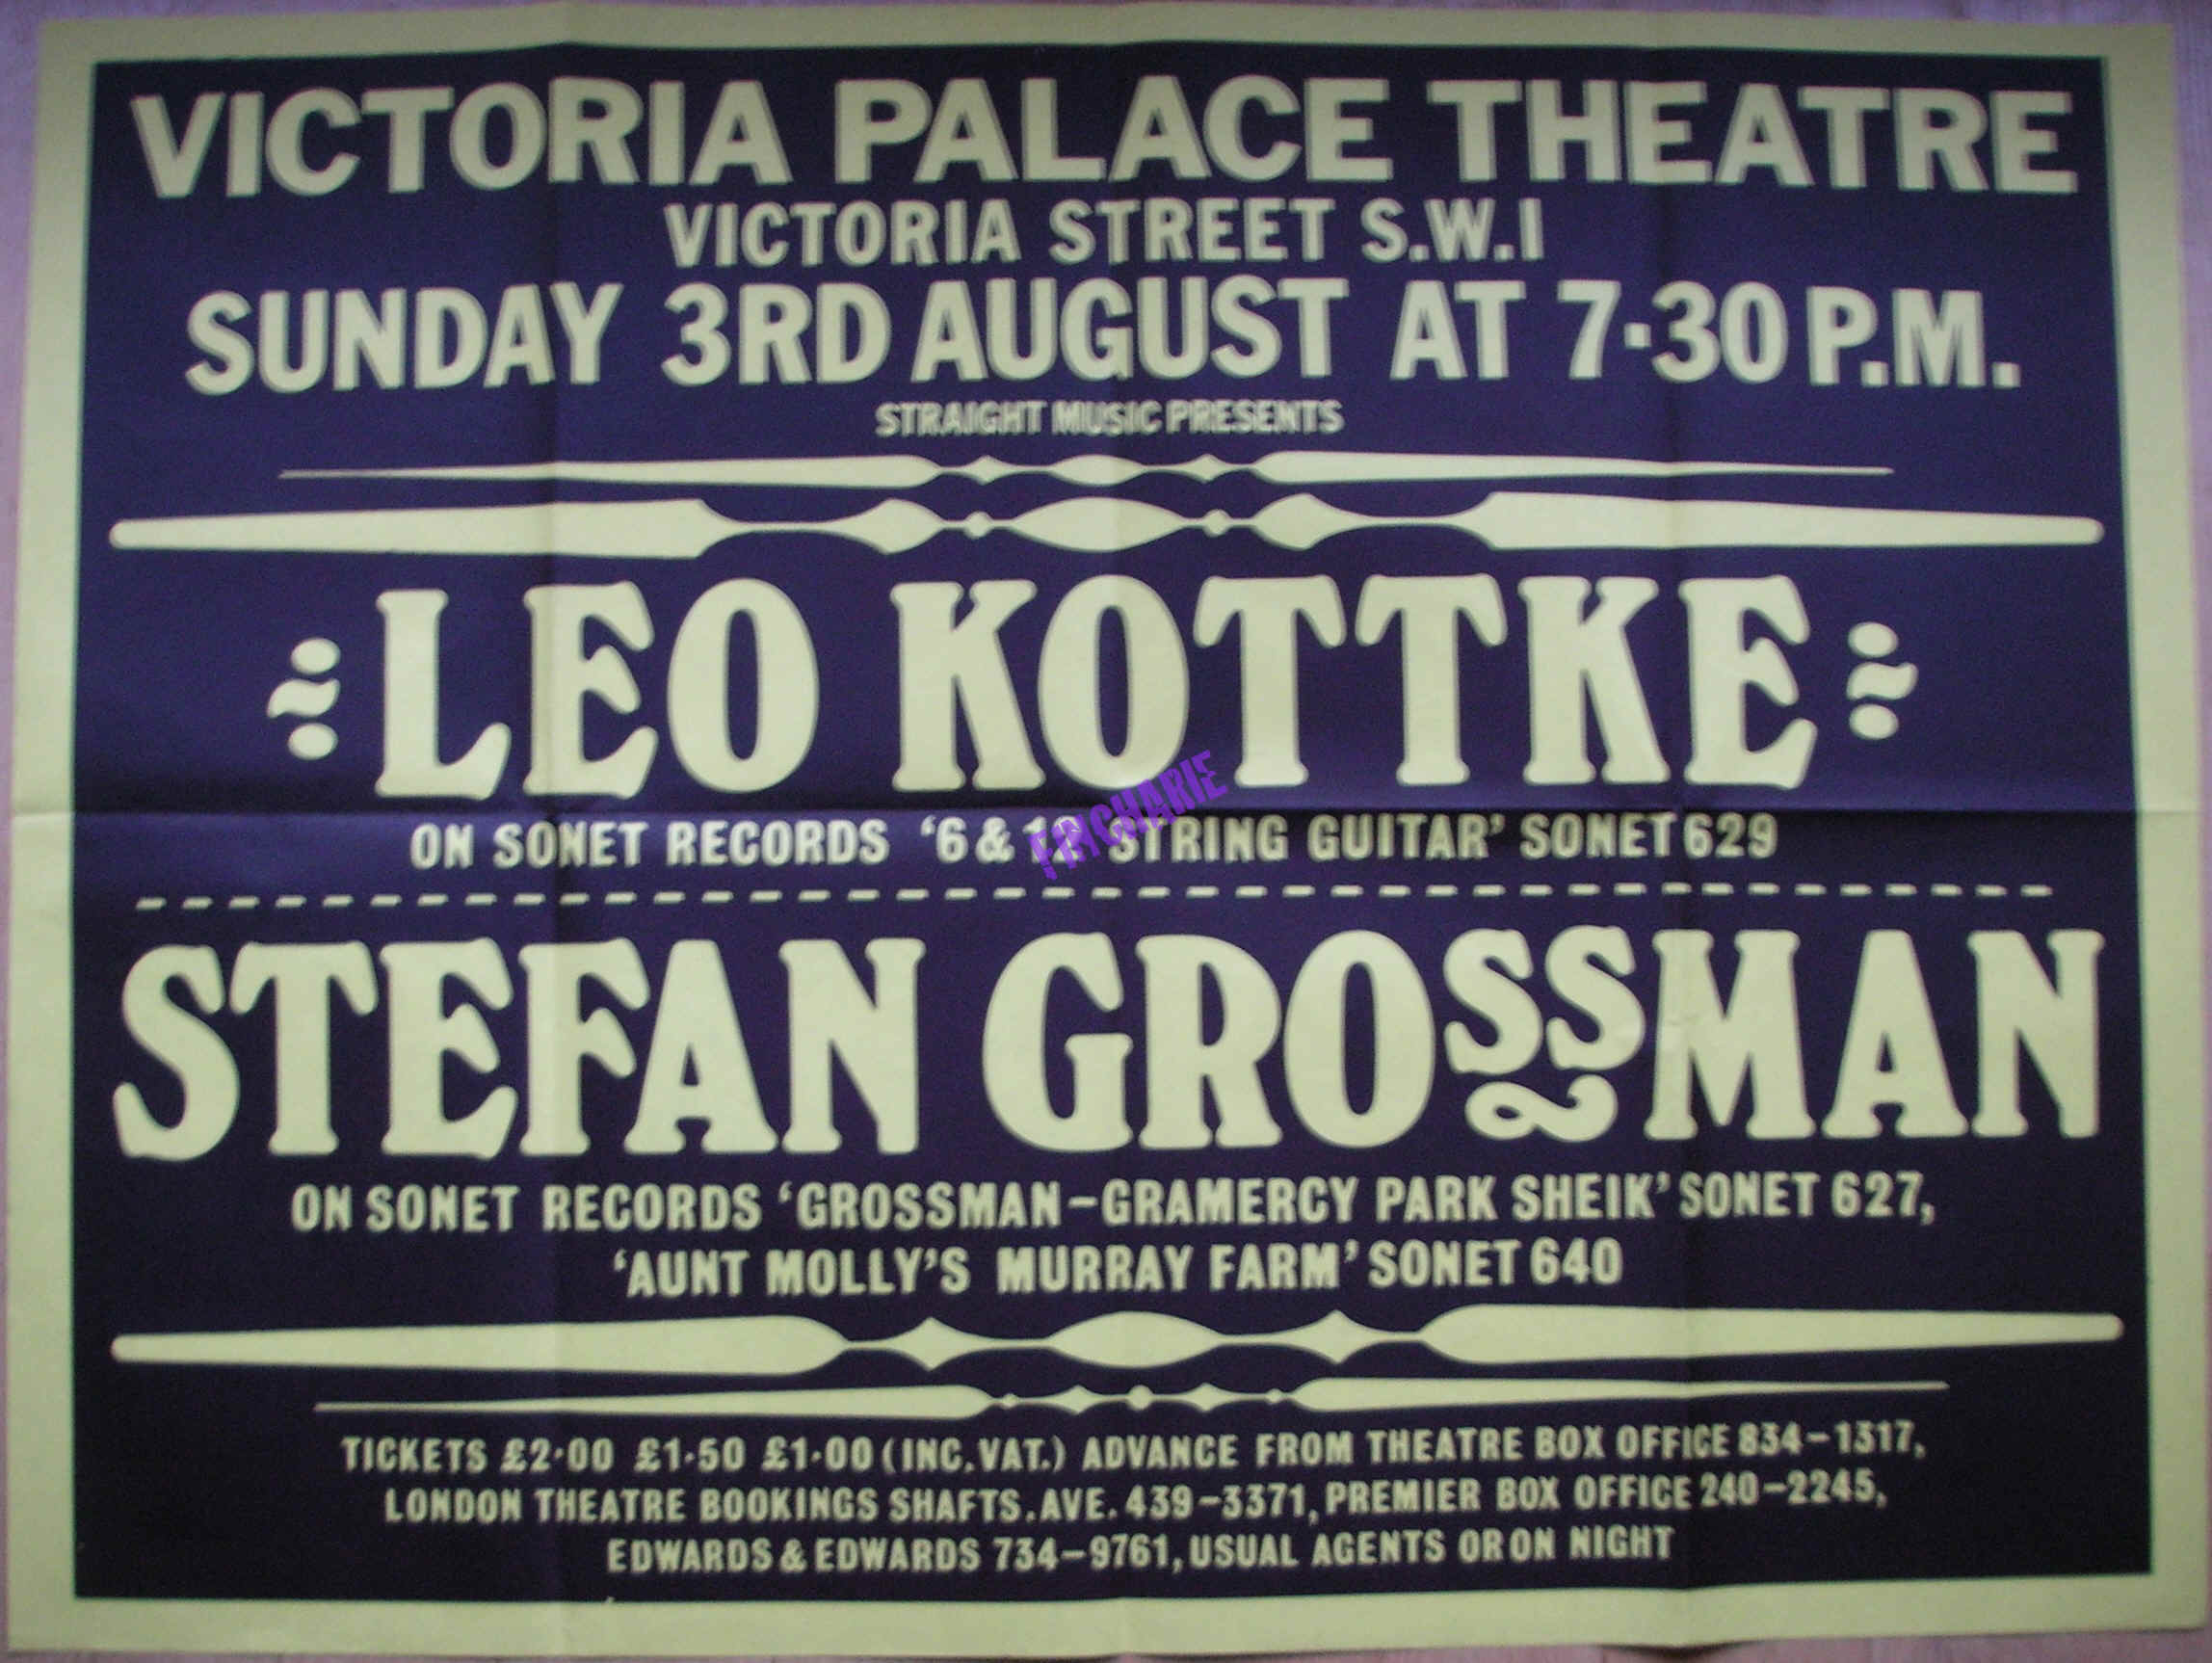 VICTORIA PALACE THEATRE
VICTORIA STREET S.W.1
SUNDAY 3RD AUGUST AT 7·30 P.M.
STRAIGHT MUSIC PRESENTS
LEO KOTTKE
ON SONET RECORDS ‘6 & 12 STRING GUITAR’ SONET 629
STEFAN GROSSMAN
ON SONET RECORDS ‘GROSSMAN–GRAMERCY PARK SHEIK’ SONET 627,
‘AUNT MOLLY’S MURRAY FARM’ SONET 640
TICKETS £2·00 £1·50 £1·00 (INC. VAT.) ADVANCE FROM THEATRE BOX OFFICE 834–1317,
LONDON THEATRE BOOKINGS SHAFTS. AVE. 439–3371, PREMIER BOX OFFICE 240–2245,
EDWARDS & EDWARDS 734–9761, USUAL AGENTS OR ON NIGHT